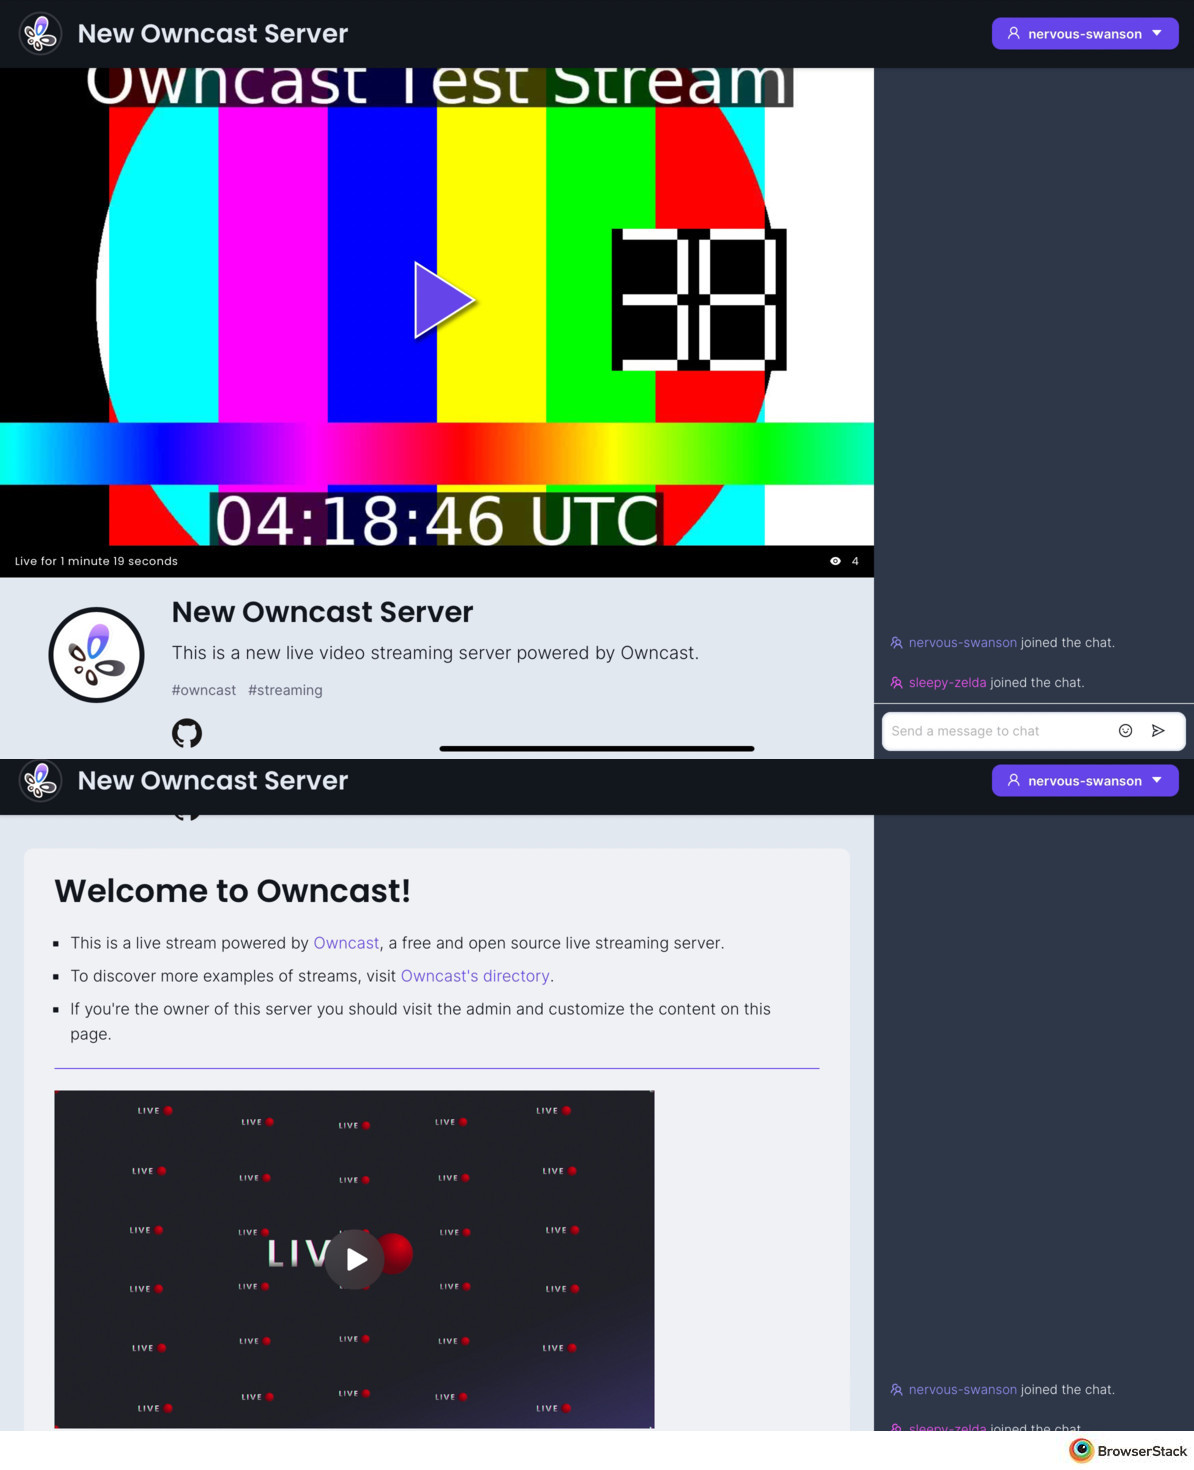 New Owncast Server
nervous-swanson
Owncast Test Stream
38
04:18:46 UTC
Live for 1 minute 19 seconds
4
New Owncast Server
This is a new live video streaming server powered by Owncast.
#owncast #streaming
nervous-swanson joined the chat.
sleepy-zelda joined the chat.
Send a message to chat
New Owncast Server
nervous-swanson
Welcome to Owncast!
This is a live stream powered by Owncast, a free and open source live streaming server.
To discover more examples of streams, visit Owncast's directory.
If you're the owner of this server you should visit the admin and customize the content on this
page.
LIVE LIVE LIVE LIVE LIVE
LIVE LIVE LIVE LIVE LIVE
LIVE LIVE LIVE LIVE
LIV
LIVE LIVE LIVE LIVE
LIVE LIVE LIVE LIVE LIVE
LIVE LIVE LIVE LIVE LIVE
nervous-swanson joined the chat.
sleepy-zelda joined the chat.
BrowserStack